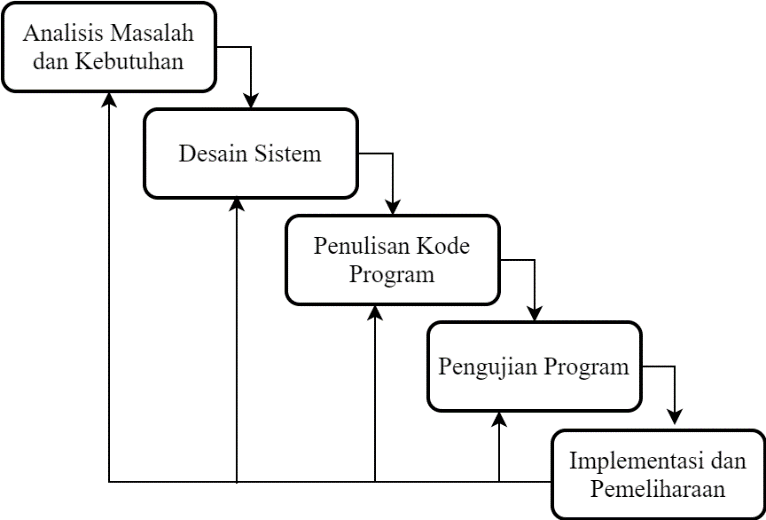 Analisis Masalah
dan Kebutuhan
Desain Sistem
Penulisan Kode
Program
Pengujian Program
Implementasi dan
Pemeliharaan